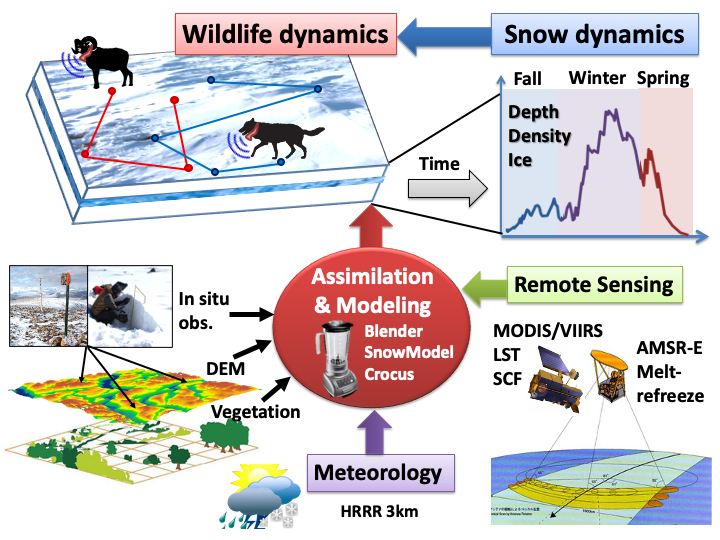 Wildlife dynamics
Snow dynamics
Fall
Winter
Spring
Depth
Density
Ice
Time
Assimilation
& Modeling
Blender
SnowModel
Crocus
Remote Sensing
In situ
obs.
DEM
Vegetation
MODIS/VIIRS
LST
SCF
AMSR-E
Melt-
refreeze
Meteorology
HRRR 3km